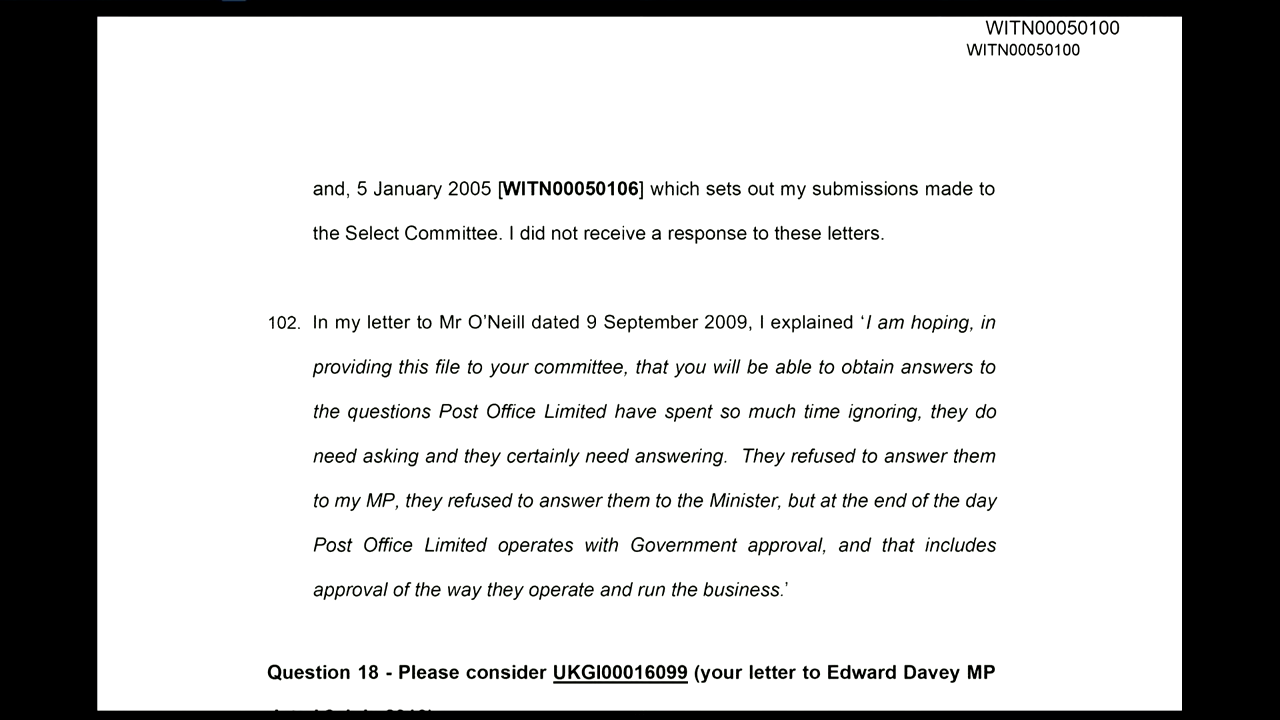 WITN00050100
WITN00050100
and, 5 January 2005 [WITN00050106] which sets out my submissions made to
the Select Committee. I did not receive a response to these letters.
102. In my letter to Mr O’Neill dated 9 September 2009, I explained ‘I am hoping, in
providing this file to your committee, that you will be able to obtain answers to
the questions Post Office Limited have spent so much time ignoring, they do
need asking and they certainly need answering.  They refused to answer them
to my MP, they refused to answer them to the Minister, but at the end of the day
Post Office Limited operates with Government approval, and that includes
approval of the way they operate and run the business.’
Question 18 - Please consider UKGI00016099 (your letter to Edward Davey MP